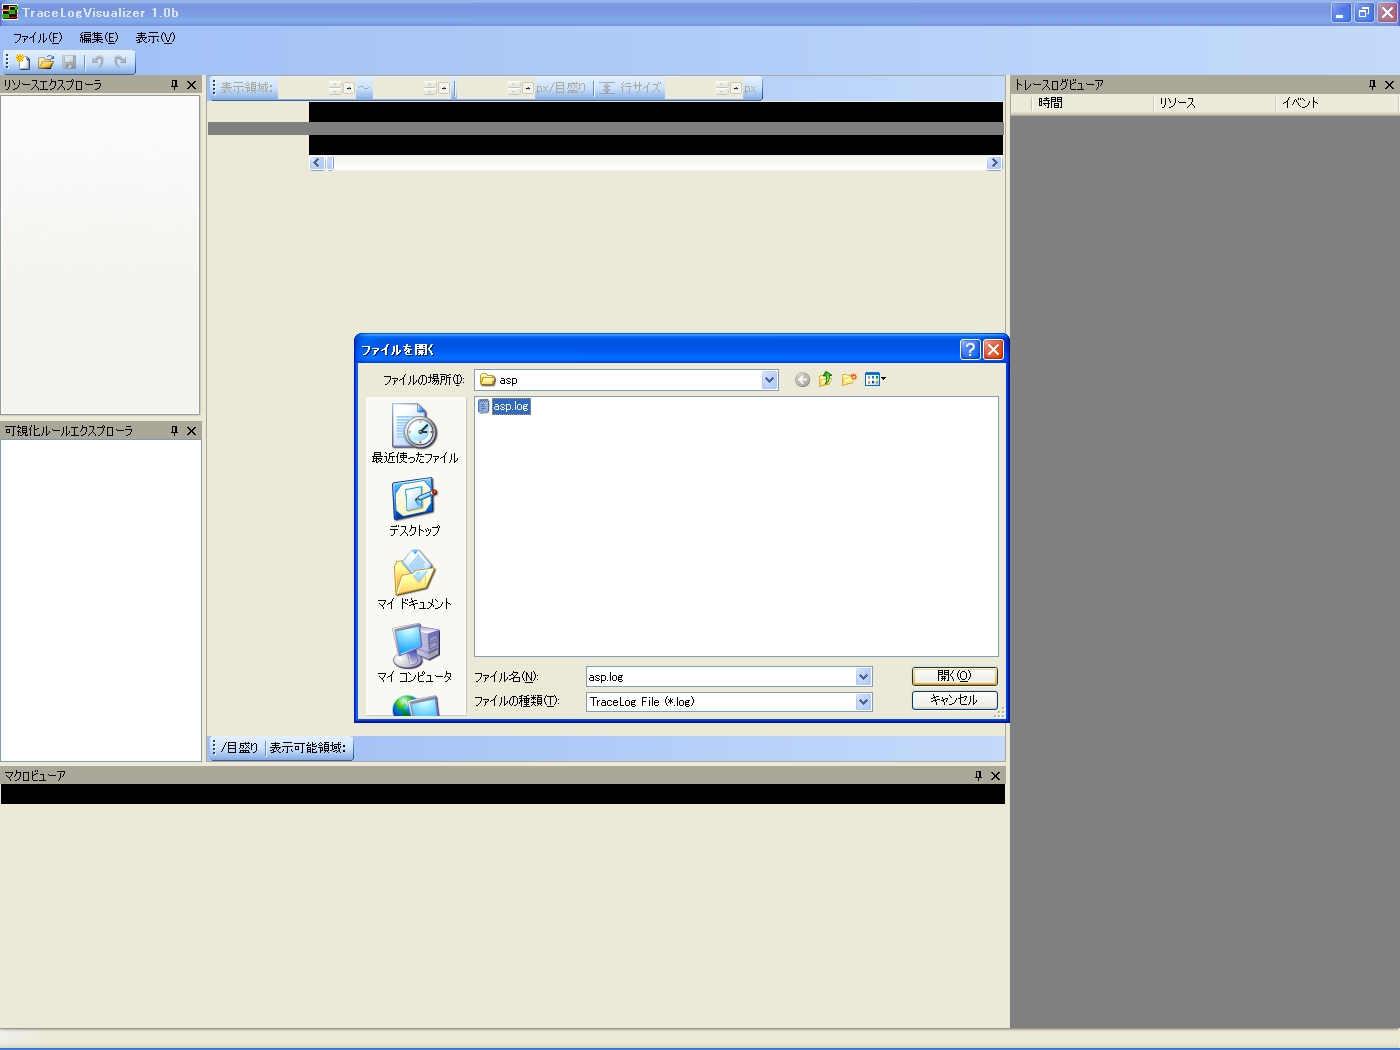 TraceLogVisualizer 1.0b
ファイル(F) 編集(E) 表示(V)
リソースエクスプローラ
表示領域: ～ px/目盛り 行サイズ px
トレースログビューア
時間 リソース イベント
可視化ルールエクスプローラ
ファイルを開く
ファイルの場所(I): asp
asp.log
最近使ったファイル
デスクトップ
マイ ドキュメント
マイ コンピュータ
ファイル名(N): asp.log 開く(O)
ファイルの種類(T): TraceLog File (*.log) キャンセル
/目盛り 表示可能領域:
マクロビューア